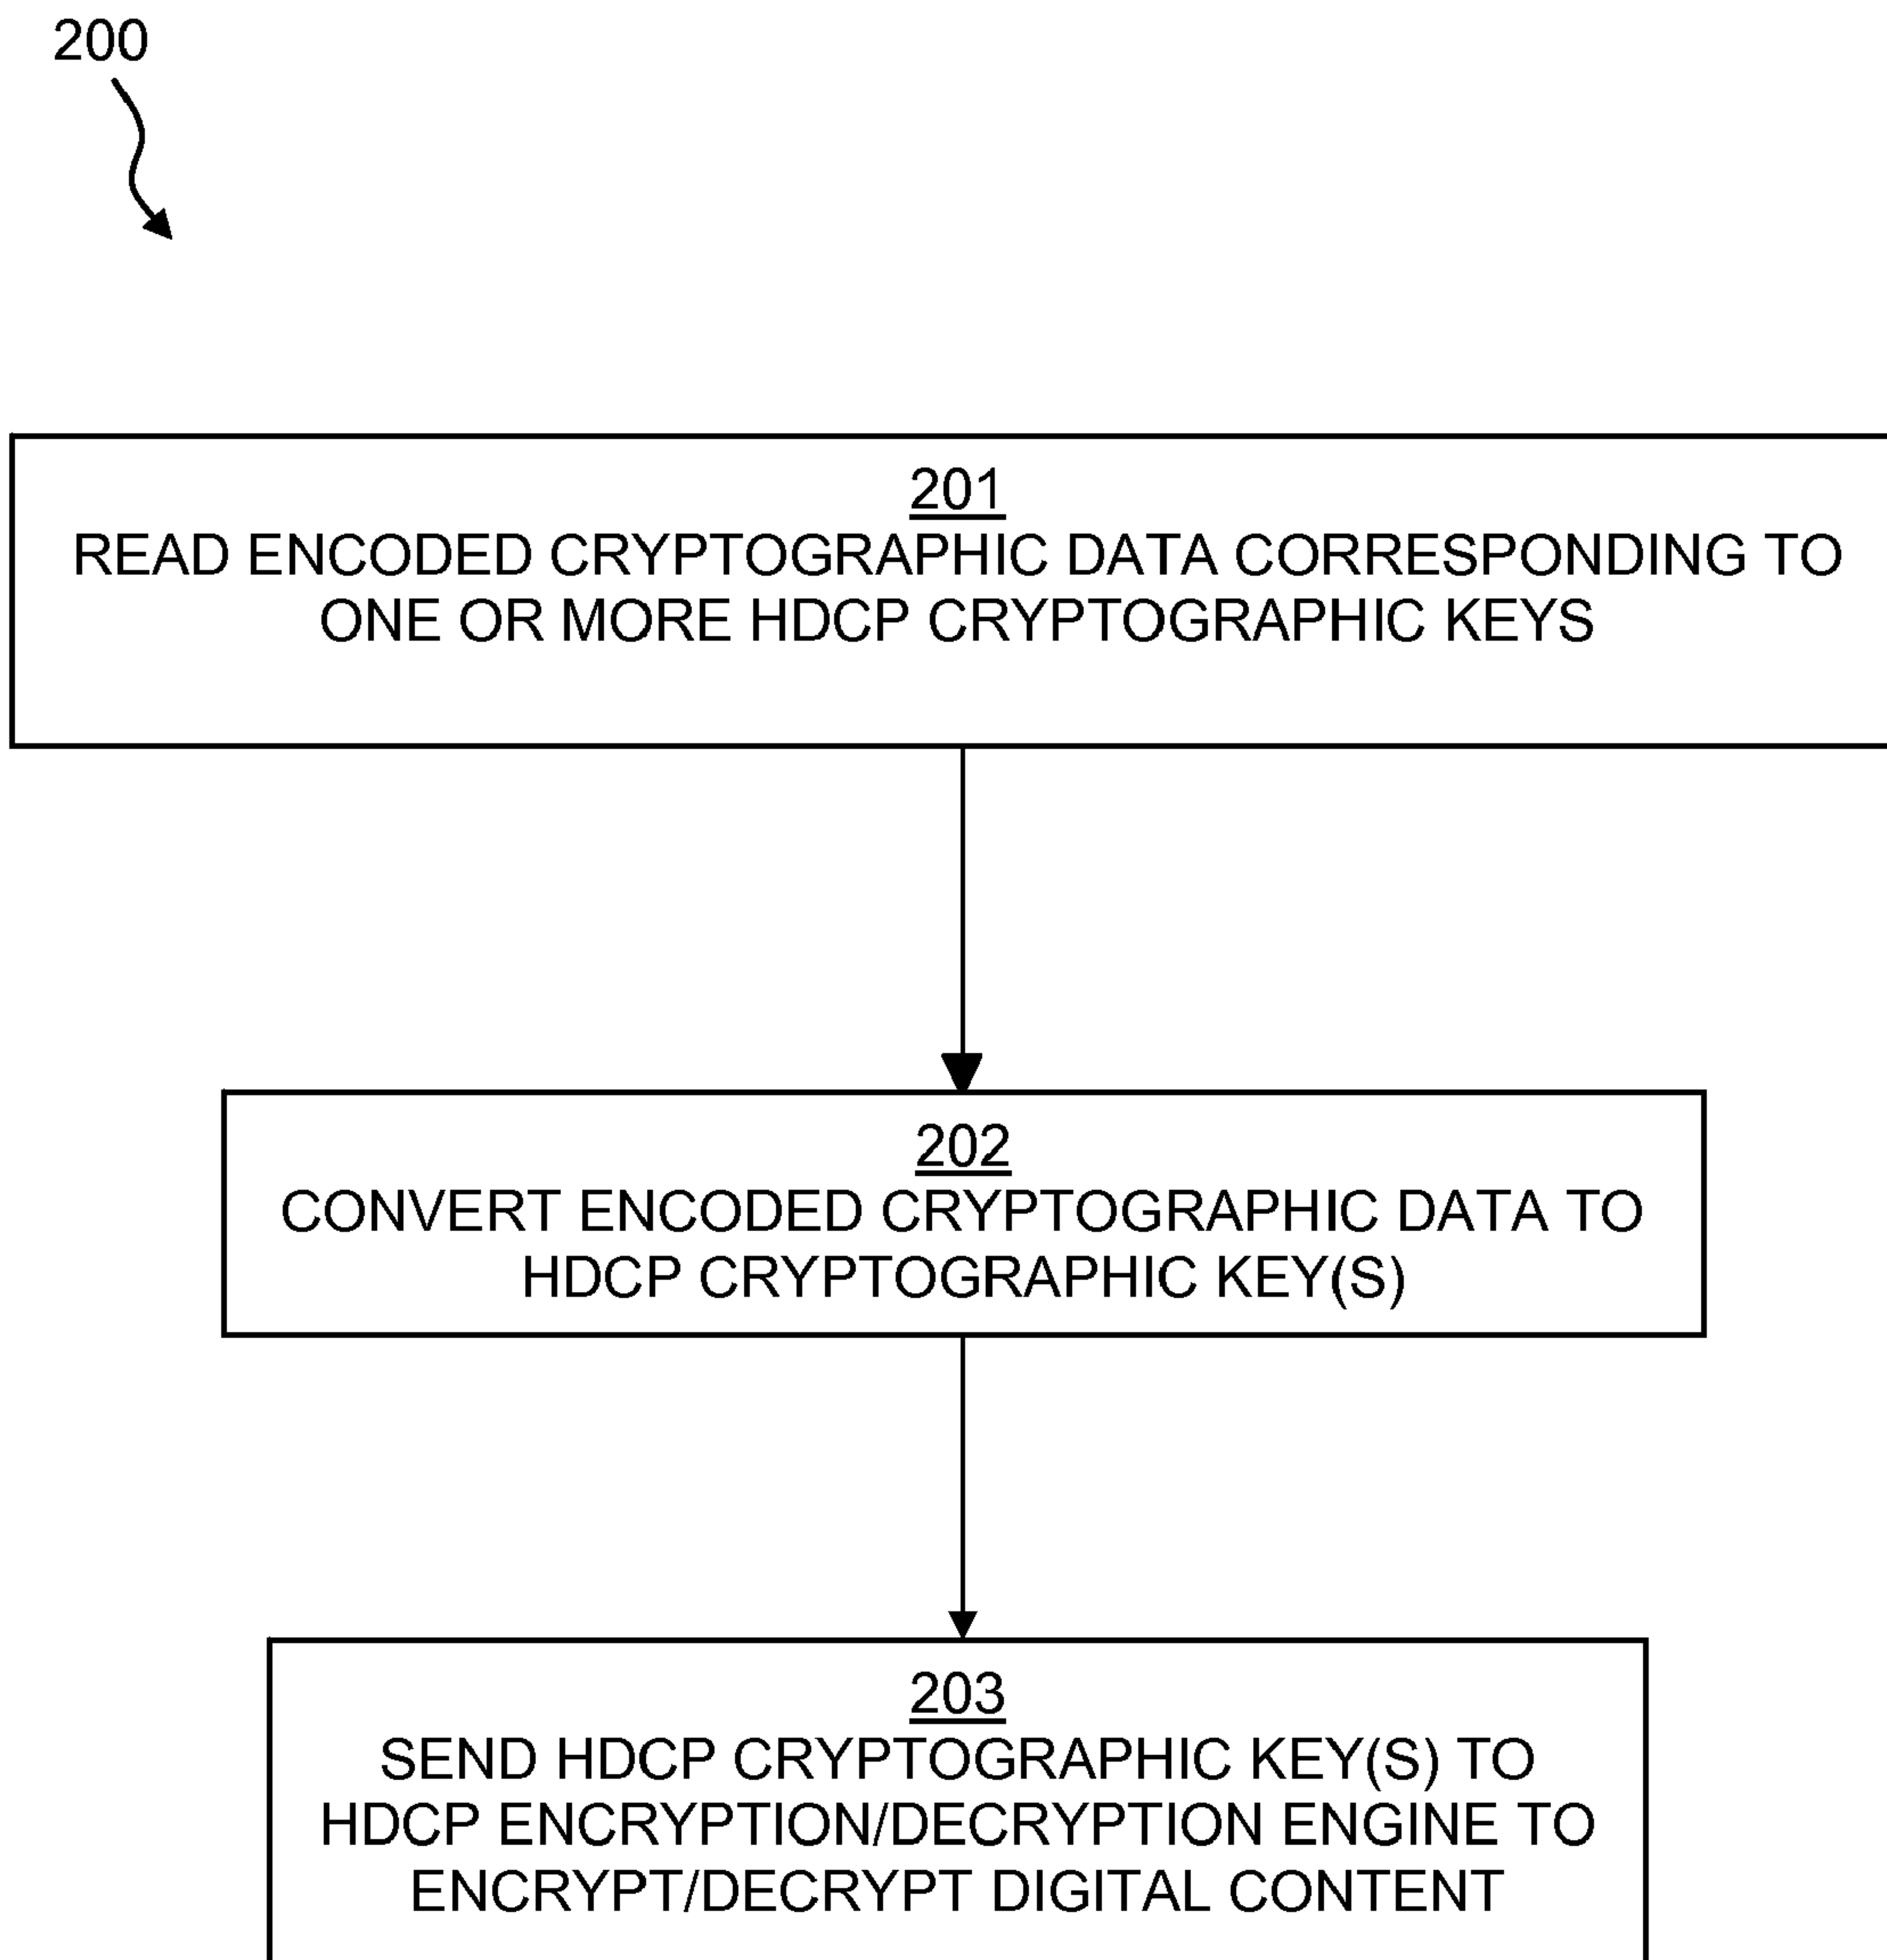 200
201
READ ENCODED CRYPTOGRAPHIC DATA CORRESPONDING TO
ONE OR MORE HDCP CRYPTOGRAPHIC KEYS
202
CONVERT ENCODED CRYPTOGRAPHIC DATA TO
HDCP CRYPTOGRAPHIC KEY(S)
203
SEND HDCP CRYPTOGRAPHIC KEY(S) TO
HDCP ENCRYPTION/DECRYPTION ENGINE TO
ENCRYPT/DECRYPT DIGITAL CONTENT